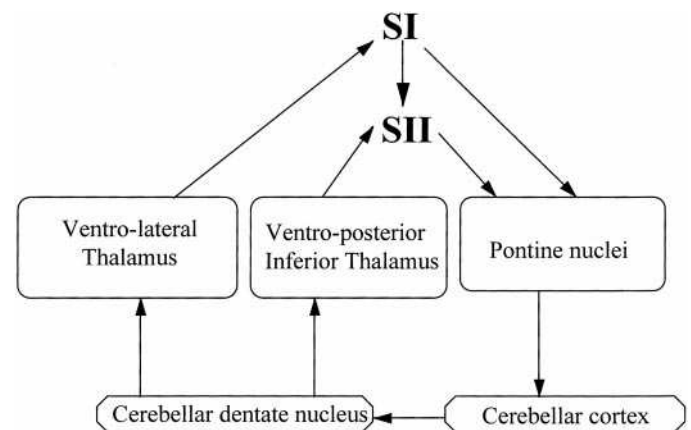 SI
SII
Ventro-lateral
Thalamus
Ventro-posterior
Inferior Thalamus
Pontine nuclei
Cerebellar dentate nucleus
Cerebellar cortex